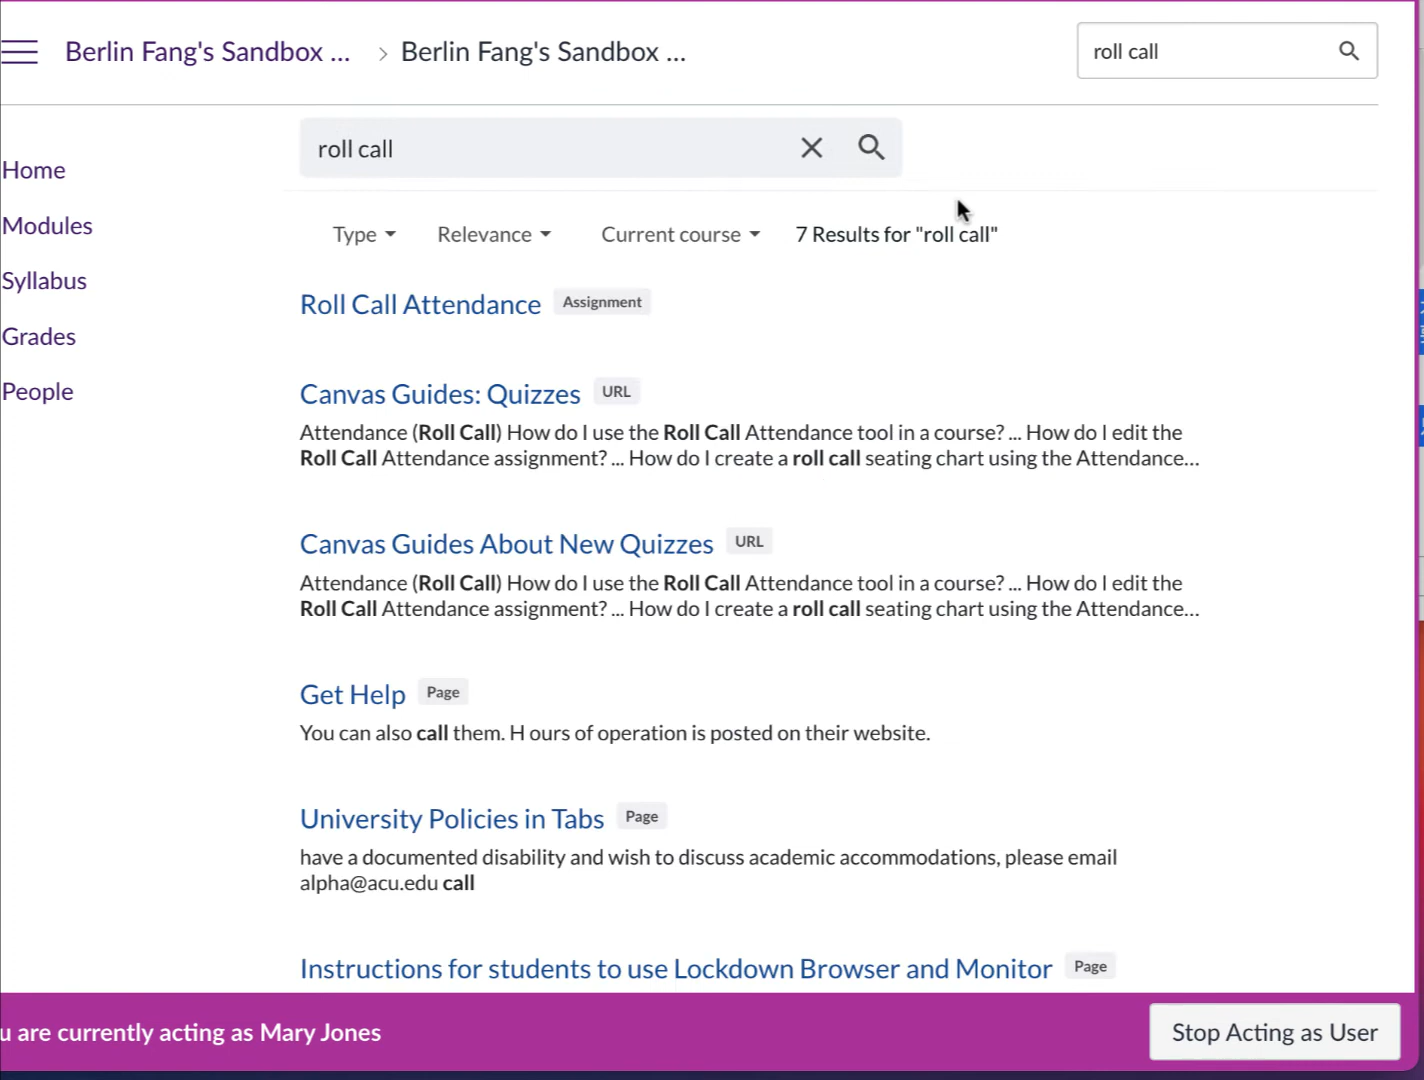 Berlin Fang's Sandbox ... > Berlin Fang's Sandbox ...
roll call
roll call
Home
Modules
Syllabus
Grades
People
Type Relevance Current course 7 Results for "roll call"
Roll Call Attendance Assignment
Canvas Guides: Quizzes URL
Attendance (Roll Call) How do I use the Roll Call Attendance tool in a course? ... How do I edit the
Roll Call Attendance assignment? ... How do I create a roll call seating chart using the Attendance...
Canvas Guides About New Quizzes URL
Attendance (Roll Call) How do I use the Roll Call Attendance tool in a course? ... How do I edit the
Roll Call Attendance assignment? ... How do I create a roll call seating chart using the Attendance...
Get Help Page
You can also call them. H ours of operation is posted on their website.
University Policies in Tabs Page
have a documented disability and wish to discuss academic accommodations, please email
alpha@acu.edu call
Instructions for students to use Lockdown Browser and Monitor Page
u are currently acting as Mary Jones
Stop Acting as User